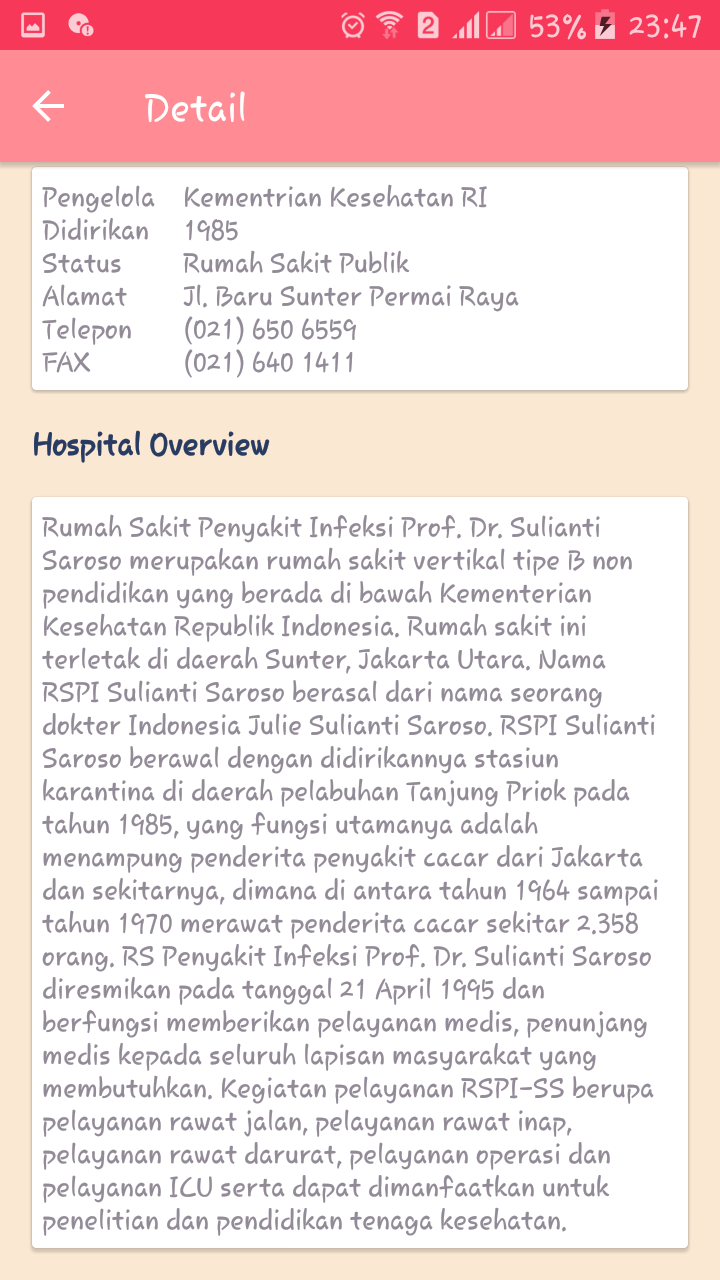 2 53% 23:47
Detail
Pengelola Kementrian Kesehatan RI
Didirikan 1985
Status Rumah Sakit Publik
Alamat Jl. Baru Sunter Permai Raya
Telepon (021) 650 6559
FAX (021) 640 1411
Hospital Overview
Rumah Sakit Penyakit Infeksi Prof. Dr. Sulianti
Saroso merupakan rumah sakit vertikal tipe B non
pendidikan yang berada di bawah Kementerian
Kesehatan Republik Indonesia. Rumah sakit ini
terletak di daerah Sunter, Jakarta Utara. Nama
RSPI Sulianti Saroso berasal dari nama seorang
dokter Indonesia Julie Sulianti Saroso. RSPI Sulianti
Saroso berawal dengan didirikannya stasiun
karantina di daerah pelabuhan Tanjung Priok pada
tahun 1985, yang fungsi utamanya adalah
menampung penderita penyakit cacar dari Jakarta
dan sekitarnya, dimana di antara tahun 1964 sampai
tahun 1970 merawat penderita cacar sekitar 2.358
orang. RS Penyakit Infeksi Prof. Dr. Sulianti Saroso
diresmikan pada tanggal 21 April 1995 dan
berfungsi memberikan pelayanan medis, penunjang
medis kepada seluruh lapisan masyarakat yang
membutuhkan. Kegiatan pelayanan RSPI-SS berupa
pelayanan rawat jalan, pelayanan rawat inap,
pelayanan rawat darurat, pelayanan operasi dan
pelayanan ICU serta dapat dimanfaatkan untuk
penelitian dan pendidikan tenaga kesehatan.